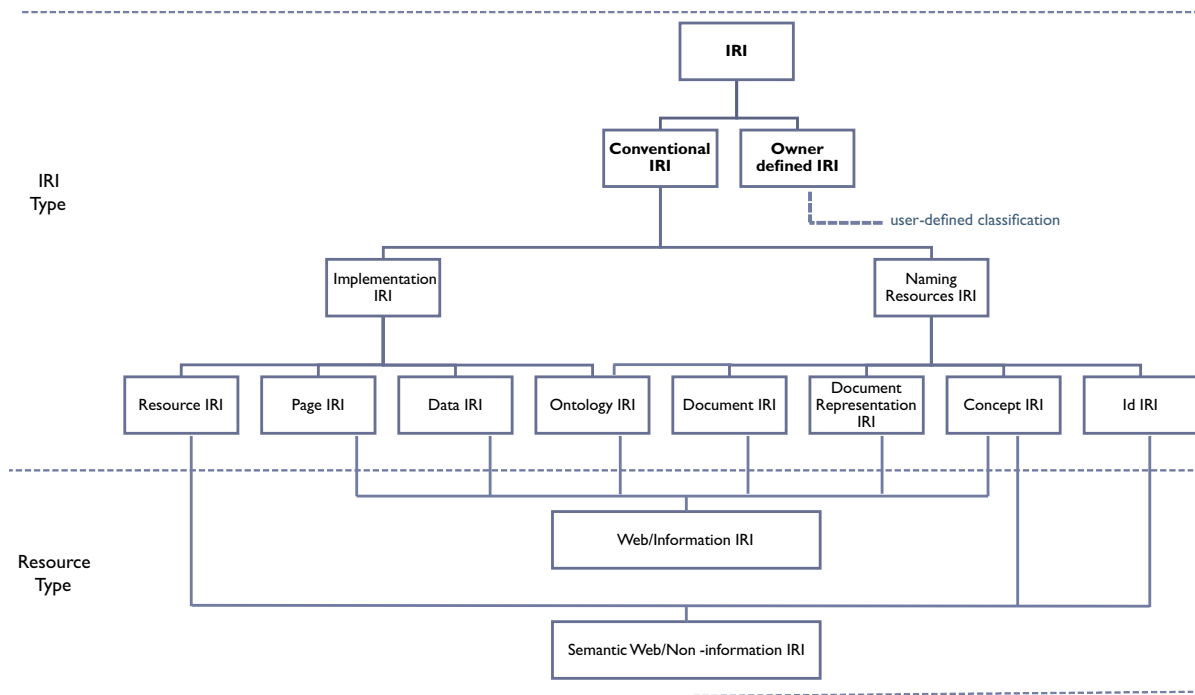 IRI
Conventional
IRI
Owner
defined IRI
IRI
Type
user-defined classification
Implementation
IRI
Naming
Resources IRI
Resource IRI
Page IRI
Data IRI
Ontology IRI
Document IRI
Document
Representation
IRI
Concept IRI
Id IRI
Web/Information IRI
Resource
Type
Semantic Web/Non -information IRI